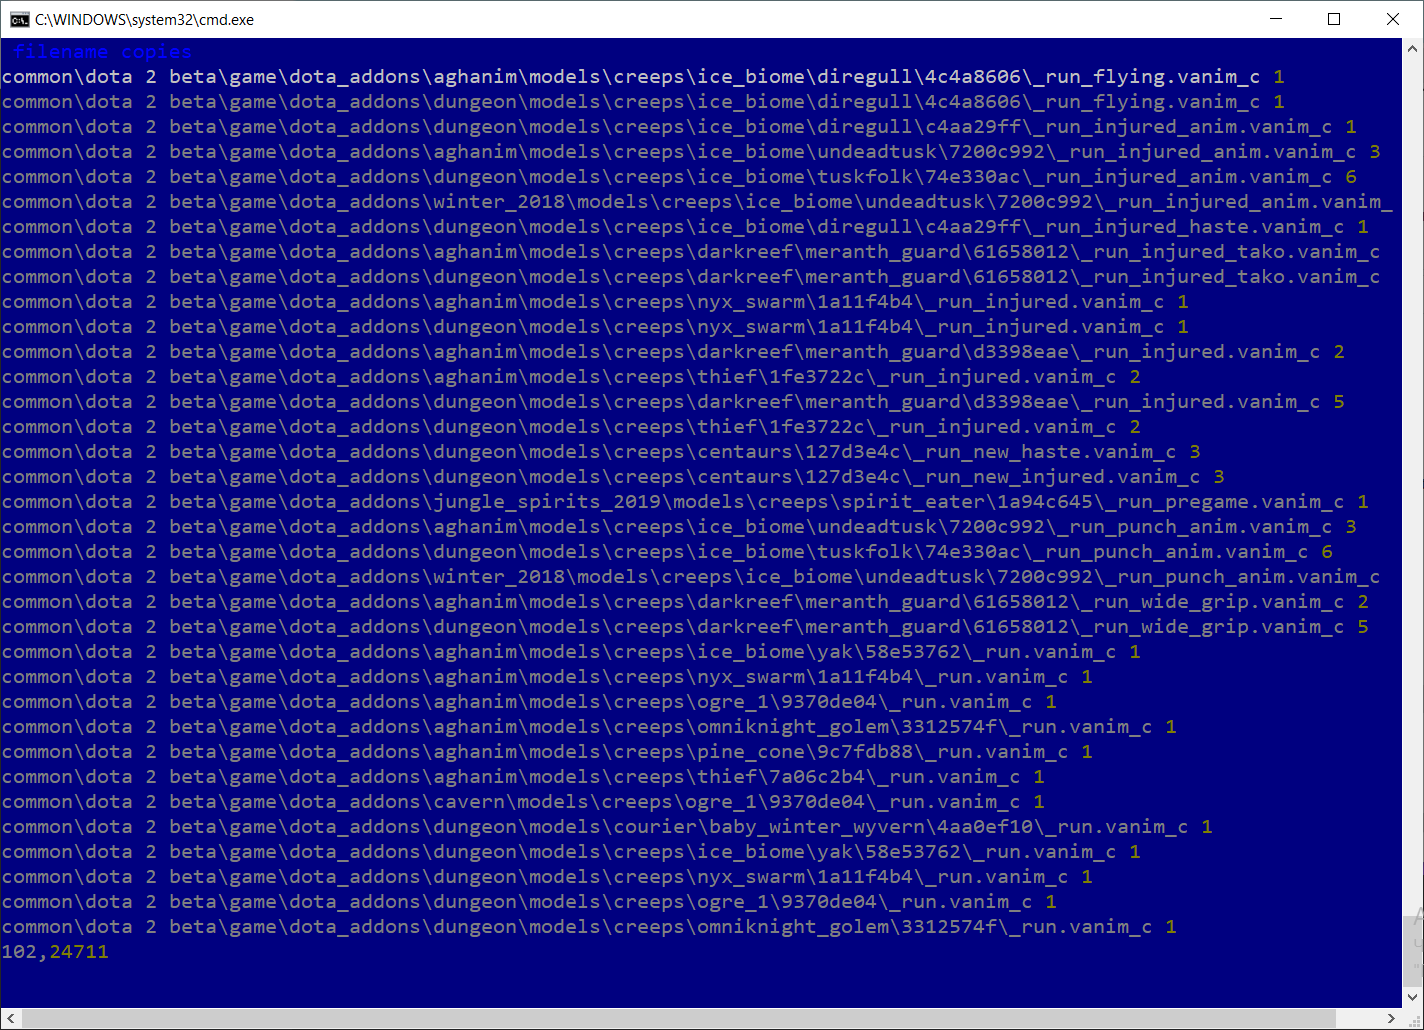 C:\WINDOWS\system32\cmd.exe
filename copies
common\dota 2 beta\game\dota_addons\aghanim\models\creeps\ice_biome\diregull\4c4a8606\_run_flying.vanim_c 1
common\dota 2 beta\game\dota_addons\dungeon\models\creeps\ice_biome\diregull\4c4a8606\_run_flying.vanim_c 1
common\dota 2 beta\game\dota_addons\dungeon\models\creeps\ice_biome\diregull\c4aa29ff\_run_injured_anim.vanim_c 1
common\dota 2 beta\game\dota_addons\aghanim\models\creeps\ice_biome\undeadtusk\7200c992\_run_injured_anim.vanim_c 3
common\dota 2 beta\game\dota_addons\dungeon\models\creeps\ice_biome\tuskfolk\74e330ac\_run_injured_anim.vanim_c 6
common\dota 2 beta\game\dota_addons\winter_2018\models\creeps\ice_biome\undeadtusk\7200c992\_run_injured_anim.vanim_
common\dota 2 beta\game\dota_addons\dungeon\models\creeps\ice_biome\diregull\c4aa29ff\_run_injured_haste.vanim_c 1
common\dota 2 beta\game\dota_addons\aghanim\models\creeps\darkreef\meranth_guard\61658012\_run_injured_tako.vanim_c
common\dota 2 beta\game\dota_addons\dungeon\models\creeps\darkreef\meranth_guard\61658012\_run_injured_tako.vanim_c
common\dota 2 beta\game\dota_addons\aghanim\models\creeps\nyx_swarm\1a11f4b4\_run_injured.vanim_c 1
common\dota 2 beta\game\dota_addons\dungeon\models\creeps\nyx_swarm\1a11f4b4\_run_injured.vanim_c 1
common\dota 2 beta\game\dota_addons\aghanim\models\creeps\darkreef\meranth_guard\d3398eae\_run_injured.vanim_c 2
common\dota 2 beta\game\dota_addons\aghanim\models\creeps\thief\1fe3722c\_run_injured.vanim_c 2
common\dota 2 beta\game\dota_addons\dungeon\models\creeps\darkreef\meranth_guard\d3398eae\_run_injured.vanim_c 5
common\dota 2 beta\game\dota_addons\dungeon\models\creeps\thief\1fe3722c\_run_injured.vanim_c 2
common\dota 2 beta\game\dota_addons\dungeon\models\creeps\centaurs\127d3e4c\_run_new_haste.vanim_c 3
common\dota 2 beta\game\dota_addons\dungeon\models\creeps\centaurs\127d3e4c\_run_new_injured.vanim_c 3
common\dota 2 beta\game\dota_addons\jungle_spirits_2019\models\creeps\spirit_eater\1a94c645\_run_pregame.vanim_c 1
common\dota 2 beta\game\dota_addons\aghanim\models\creeps\ice_biome\undeadtusk\7200c992\_run_punch_anim.vanim_c 3
common\dota 2 beta\game\dota_addons\dungeon\models\creeps\ice_biome\tuskfolk\74e330ac\_run_punch_anim.vanim_c 6
common\dota 2 beta\game\dota_addons\winter_2018\models\creeps\ice_biome\undeadtusk\7200c992\_run_punch_anim.vanim_c
common\dota 2 beta\game\dota_addons\aghanim\models\creeps\darkreef\meranth_guard\61658012\_run_wide_grip.vanim_c 2
common\dota 2 beta\game\dota_addons\dungeon\models\creeps\darkreef\meranth_guard\61658012\_run_wide_grip.vanim_c 5
common\dota 2 beta\game\dota_addons\aghanim\models\creeps\ice_biome\yak\58e53762\_run.vanim_c 1
common\dota 2 beta\game\dota_addons\aghanim\models\creeps\nyx_swarm\1a11f4b4\_run.vanim_c 1
common\dota 2 beta\game\dota_addons\aghanim\models\creeps\ogre_1\9370de04\_run.vanim_c 1
common\dota 2 beta\game\dota_addons\aghanim\models\creeps\omniknight_golem\3312574f\_run.vanim_c 1
common\dota 2 beta\game\dota_addons\aghanim\models\creeps\pine_cone\9c7fdb88\_run.vanim_c 1
common\dota 2 beta\game\dota_addons\aghanim\models\creeps\thief\7a06c2b4\_run.vanim_c 1
common\dota 2 beta\game\dota_addons\cavern\models\creeps\ogre_1\9370de04\_run.vanim_c 1
common\dota 2 beta\game\dota_addons\dungeon\models\courier\baby_winter_wyvern\4aa0ef10\_run.vanim_c 1
common\dota 2 beta\game\dota_addons\dungeon\models\creeps\ice_biome\yak\58e53762\_run.vanim_c 1
common\dota 2 beta\game\dota_addons\dungeon\models\creeps\nyx_swarm\1a11f4b4\_run.vanim_c 1
common\dota 2 beta\game\dota_addons\dungeon\models\creeps\ogre_1\9370de04\_run.vanim_c 1
common\dota 2 beta\game\dota_addons\dungeon\models\creeps\omniknight_golem\3312574f\_run.vanim_c 1
102,24711